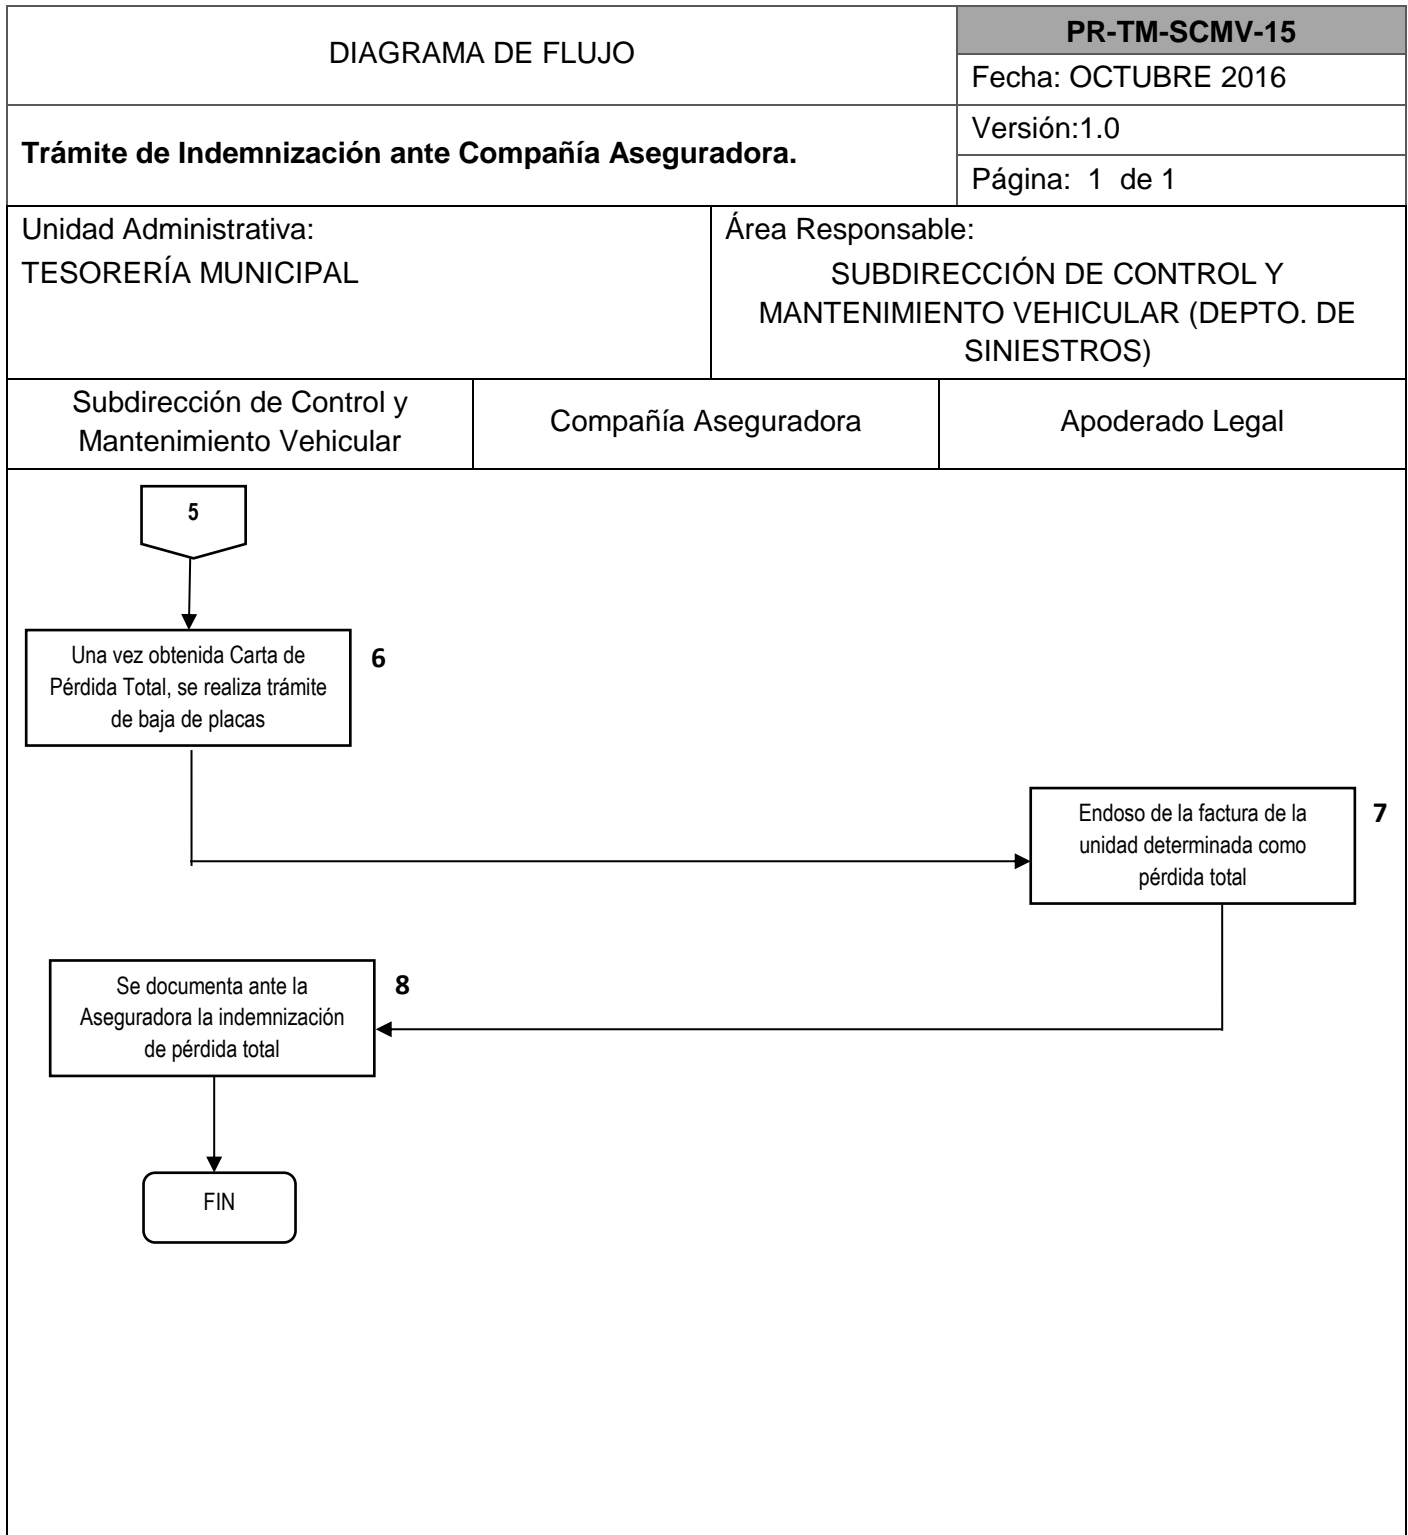 DIAGRAMA DE FLUJO
PR-TM-SCMV-15
Fecha: OCTUBRE 2016
Trámite de Indemnización ante Compañía Aseguradora.
Versión:1.0
Página: 1 de 1
Unidad Administrativa:
TESORERÍA MUNICIPAL
Área Responsable:
SUBDIRECCIÓN DE CONTROL Y
MANTENIMIENTO VEHICULAR (DEPTO. DE
SINIESTROS)
Subdirección de Control y
Mantenimiento Vehicular
Compañía Aseguradora
Apoderado Legal
5
Una vez obtenida Carta de
Pérdida Total, se realiza trámite
de baja de placas
6
Endoso de la factura de la
unidad determinada como
pérdida total
7
Se documenta ante la
Aseguradora la indemnización
de pérdida total
8
FIN